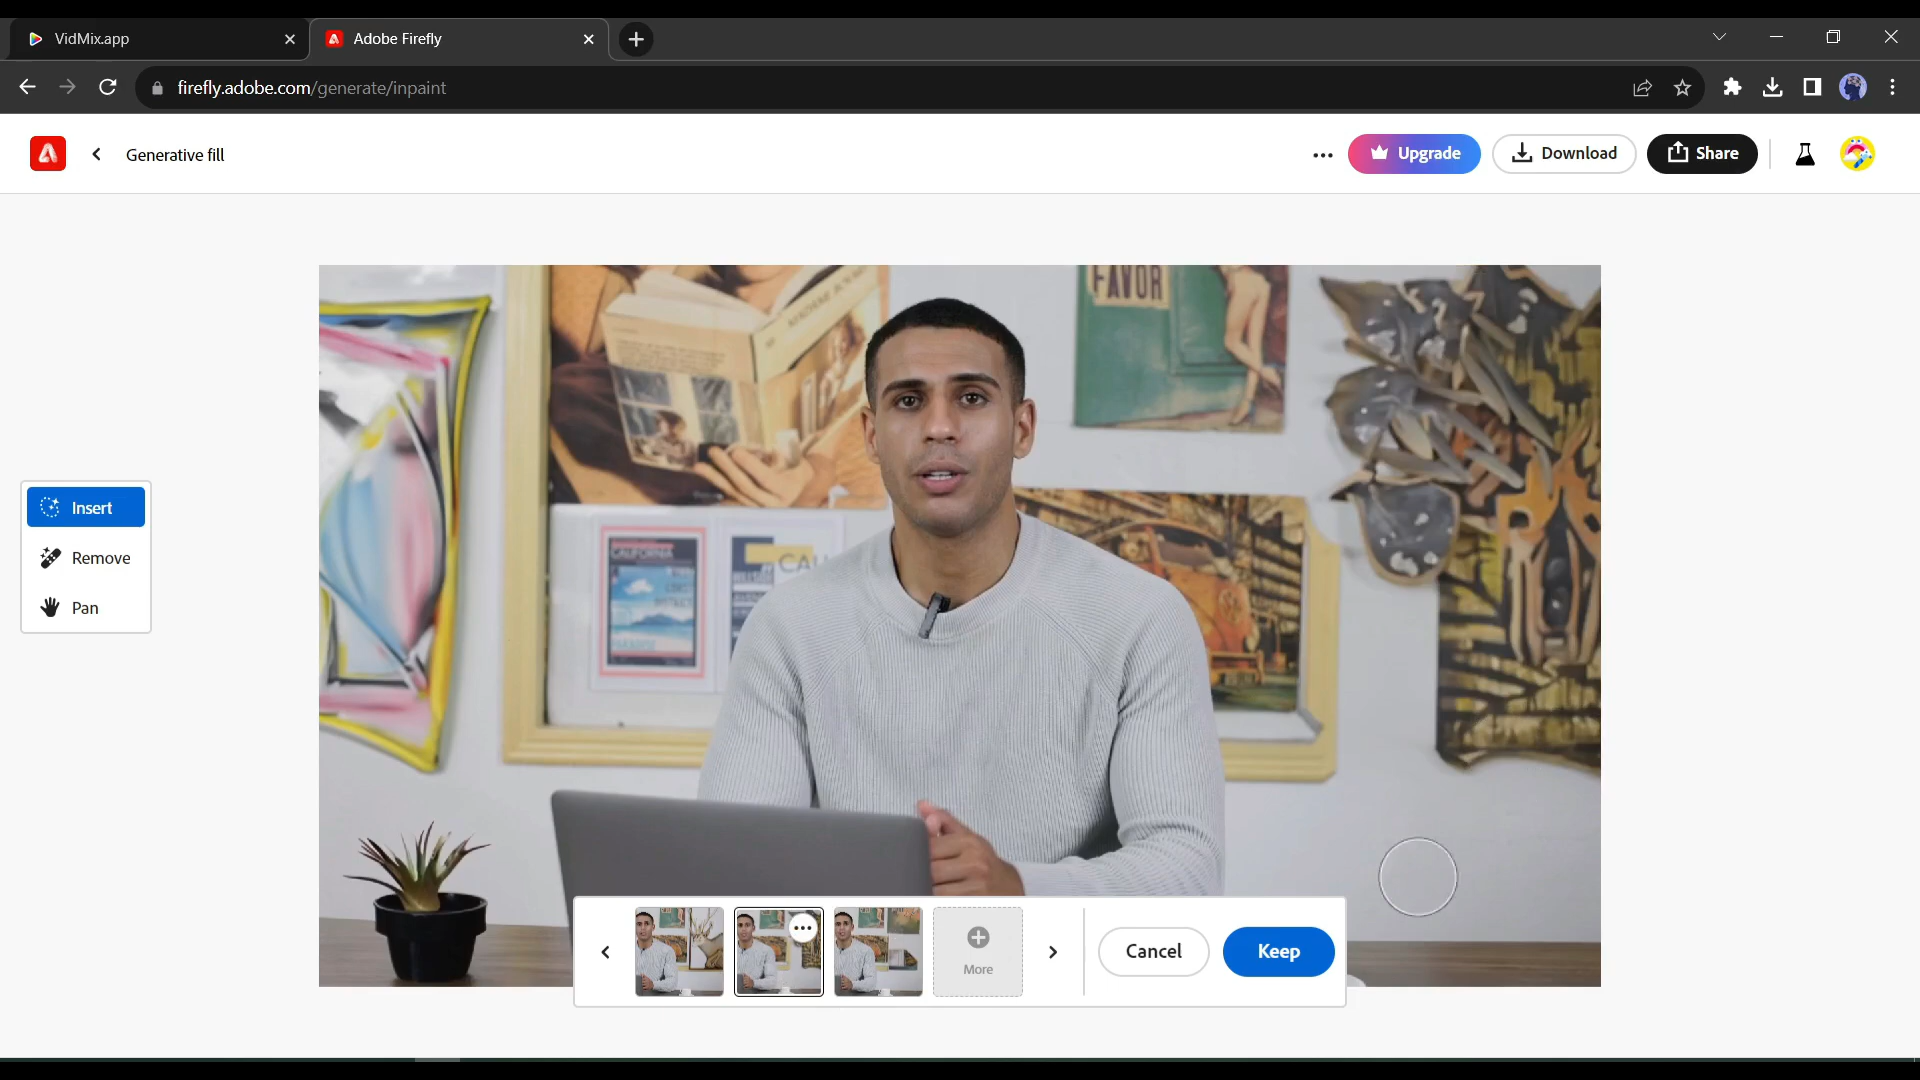 VidMix.app
Adobe Firefly
firefly.adobe.com/generate/inpaint
Generative fill
Upgrade
Download
Share
FAVOR
CALIFORNIA
Insert
Remove
Pan
More
Cancel
Keep